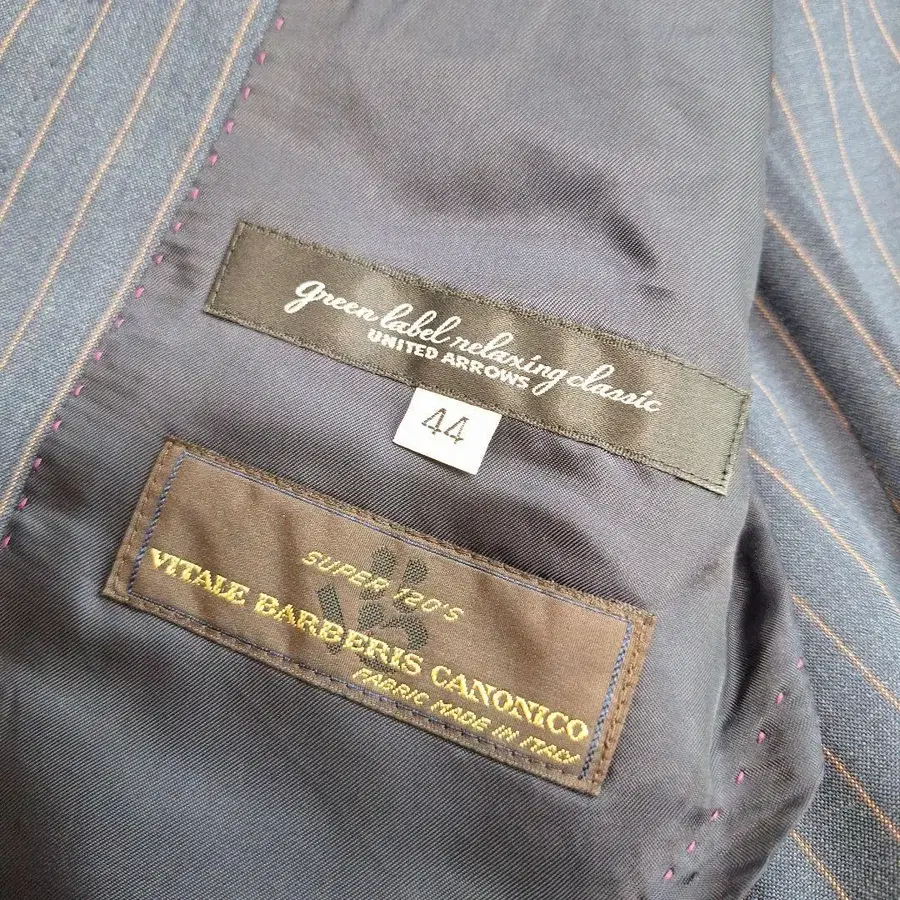 green label relaxing classic
UNITED ARROWS
44
SUPER 120'S
VITALE BARBERIS CANONICO
FABRIC MADE IN ITALY